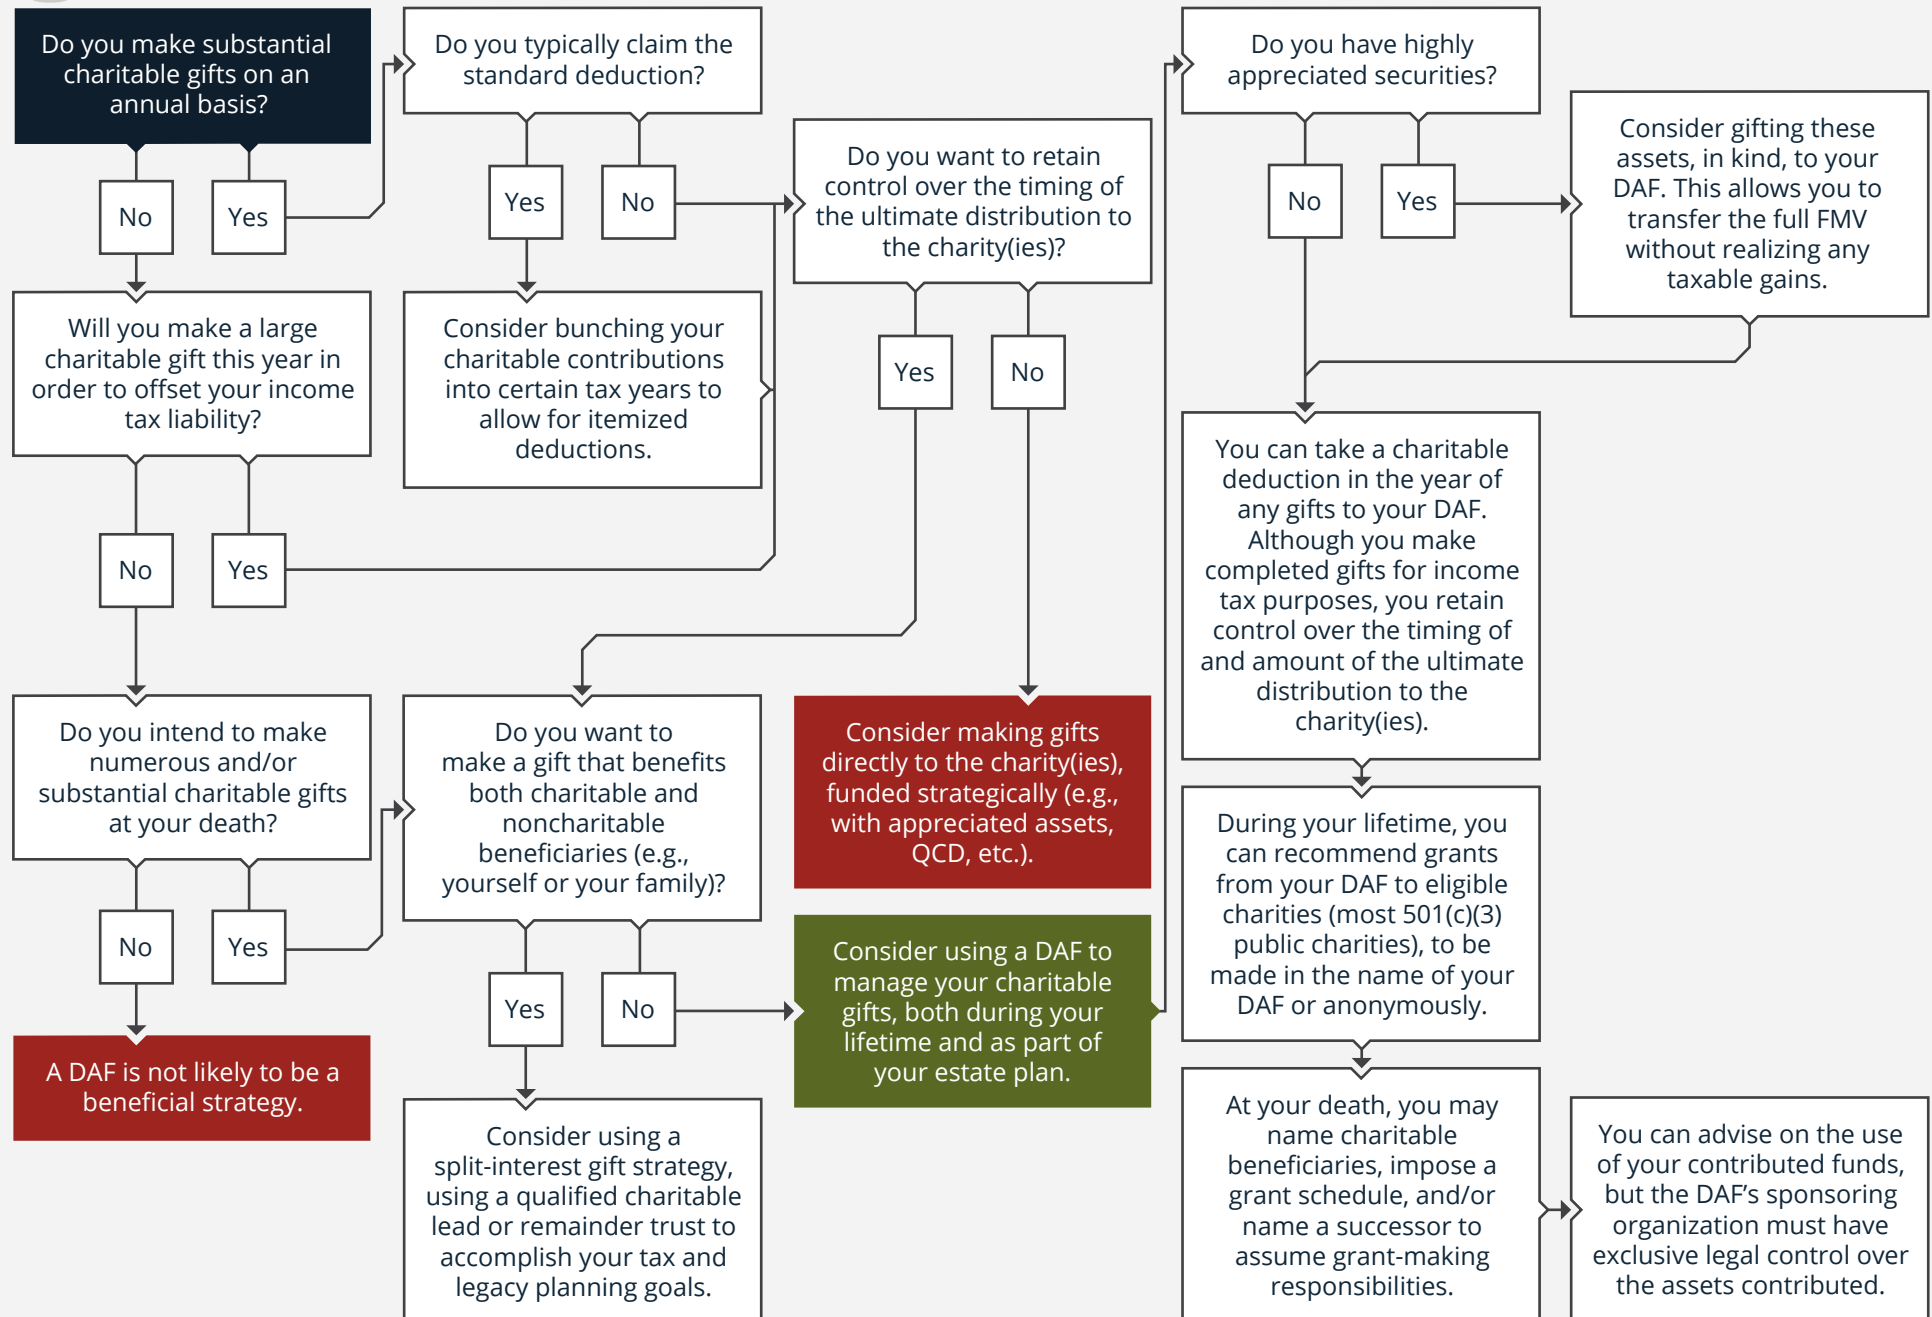 Do you make substantial
charitable gifts on an
annual basis?
No
Yes
Will you make a large
charitable gift this year in
order to offset your income
tax liability?
No
Yes
Do you intend to make
numerous and/or
substantial charitable gifts
at your death?
No
Yes
A DAF is not likely to be a
beneficial strategy.
Do you typically claim the
standard deduction?
Yes
No
Consider bunching your
charitable contributions
into certain tax years to
allow for itemized
deductions.
Do you want to retain
control over the timing of
the ultimate distribution to
the charity(ies)?
Yes
No
Do you want to
make a gift that benefits
both charitable and
noncharitable
beneficiaries (e.g.,
yourself or your family)?
Yes
No
Consider using a
split-interest gift strategy,
using a qualified charitable
lead or remainder trust to
accomplish your tax and
legacy planning goals.
Consider making gifts
directly to the charity(ies),
funded strategically (e.g.,
with appreciated assets,
QCD, etc.).
Consider using a DAF to
manage your charitable
gifts, both during your
lifetime and as part of
your estate plan.
Do you have highly
appreciated securities?
No
Yes
Consider gifting these
assets, in kind, to your
DAF. This allows you to
transfer the full FMV
without realizing any
taxable gains.
You can take a charitable
deduction in the year of
any gifts to your DAF.
Although you make
completed gifts for income
tax purposes, you retain
control over the timing of
and amount of the ultimate
distribution to the
charity(ies).
During your lifetime, you
can recommend grants
from your DAF to eligible
charities (most 501(c)(3)
public charities), to be
made in the name of your
DAF or anonymously.
At your death, you may
name charitable
beneficiaries, impose a
grant schedule, and/or
name a successor to
assume grant-making
responsibilities.
You can advise on the use
of your contributed funds,
but the DAF’s sponsoring
organization must have
exclusive legal control over
the assets contributed.